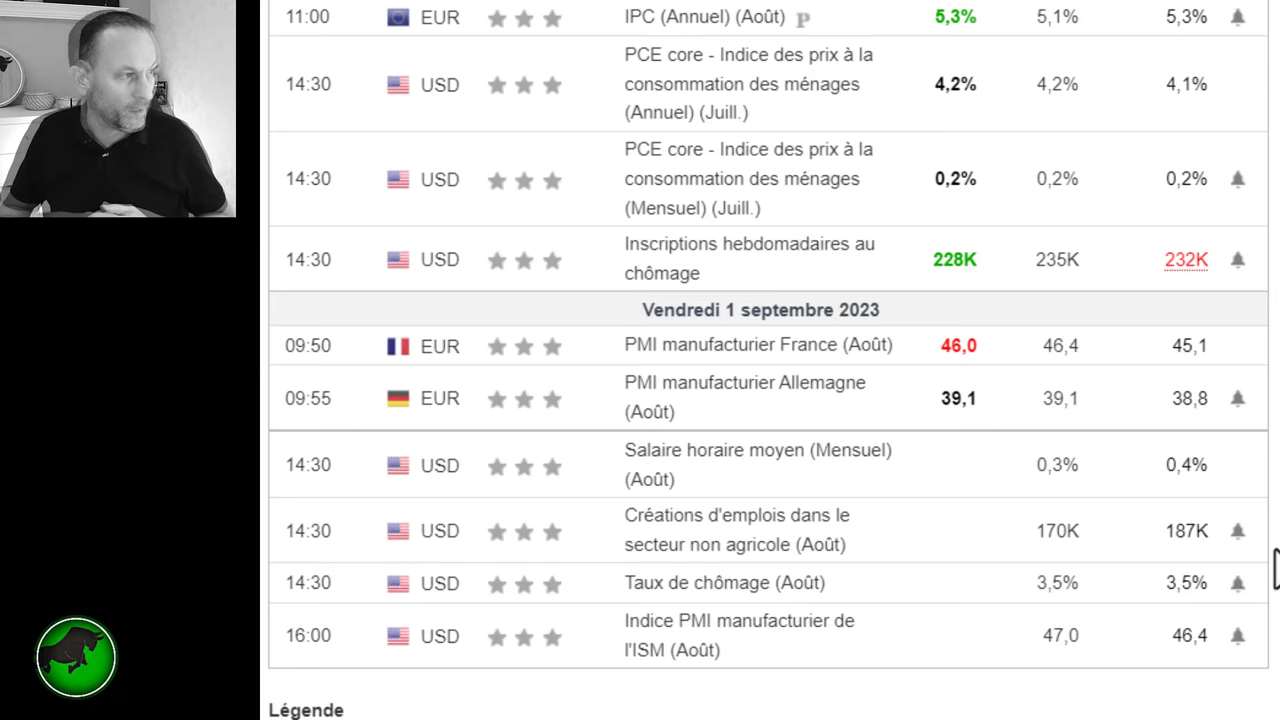 11:00 EUR IPC (Annuel) (Août) P 5,3% 5,1% 5,3%
PCE core - Indice des prix à la
14:30 USD consommation des ménages 4,2% 4,2% 4,1%
(Annuel) (Juill.)
PCE core - Indice des prix à la
14:30 USD consommation des ménages 0,2% 0,2% 0,2%
(Mensuel) (Juill.)
Inscriptions hebdomadaires au
14:30 USD 228K 235K 232K
chômage
Vendredi 1 septembre 2023
09:50 EUR PMI manufacturier France (Août) 46,0 46,4 45,1
PMI manufacturier Allemagne
09:55 EUR 39,1 39,1 38,8
(Août)
Salaire horaire moyen (Mensuel)
14:30 USD 0,3% 0,4%
(Août)
Créations d'emplois dans le
14:30 USD 170K 187K
secteur non agricole (Août)
14:30 USD Taux de chômage (Août) 3,5% 3,5%
Indice PMI manufacturier de
16:00 USD 47,0 46,4
l'ISM (Août)
Légende